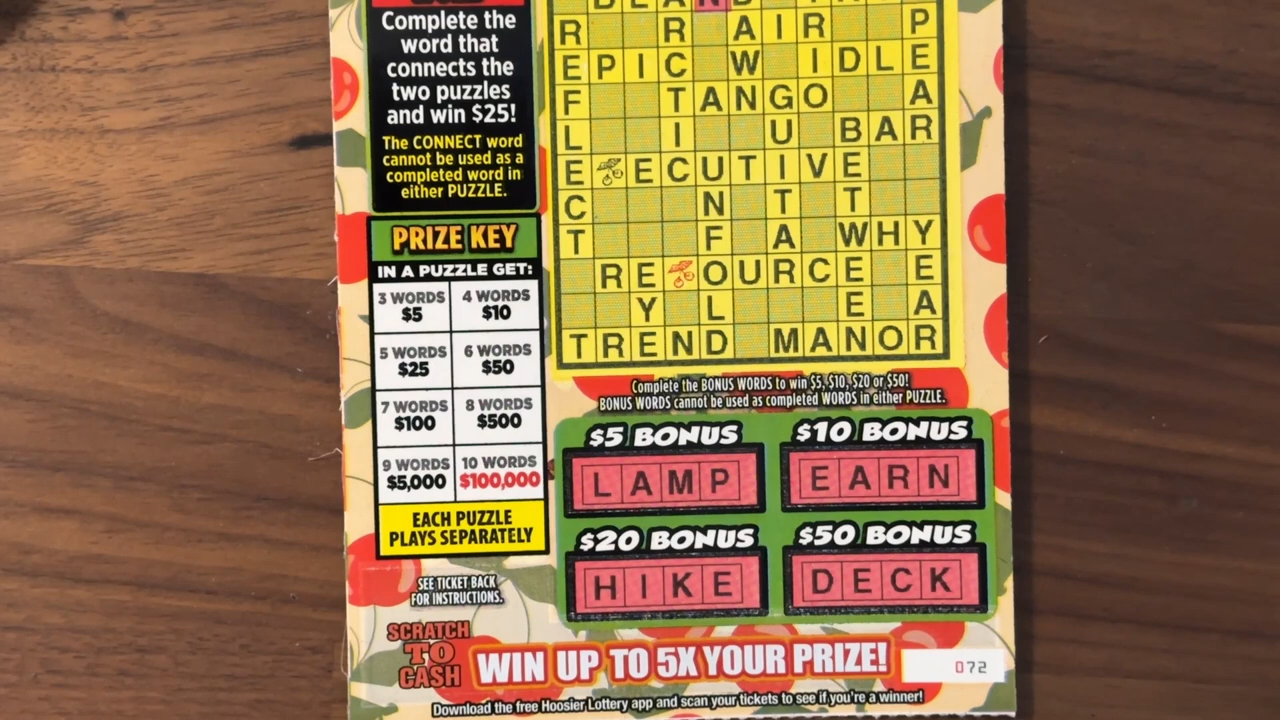 Complete the
word that
connects the
two puzzles
and win $25!
The CONNECT word
cannot be used as a
completed word in
either PUZZLE.
PRIZE KEY
IN A PUZZLE GET:
3 WORDS 4 WORDS
$5 $10
5 WORDS 6 WORDS
$25 $50
7 WORDS 8 WORDS
$100 $500
9 WORDS 10 WORDS
$5,000 $100,000
EACH PUZZLE
PLAYS SEPARATELY
SEE TICKET BACK
FOR INSTRUCTIONS.
SCRATCH
TO
CASH
R R A I R P
E P I C W I D L E
F T A N G O A
L I U B A R
E E C U T I V E
C N T T
T F A W H Y
R E O U R C E E
Y L E A
T R E N D M A N O R
Complete the BONUS WORDS to win $5, $10, $20 or $50!
BONUS WORDS cannot be used as completed WORDS in either PUZZLE.
$5 BONUS $10 BONUS
LAMP EARN
$20 BONUS $50 BONUS
HIKE DECK
WIN UP TO 5X YOUR PRIZE!
072
Download the free Hoosier Lottery app and scan your tickets to see if you're a winner!